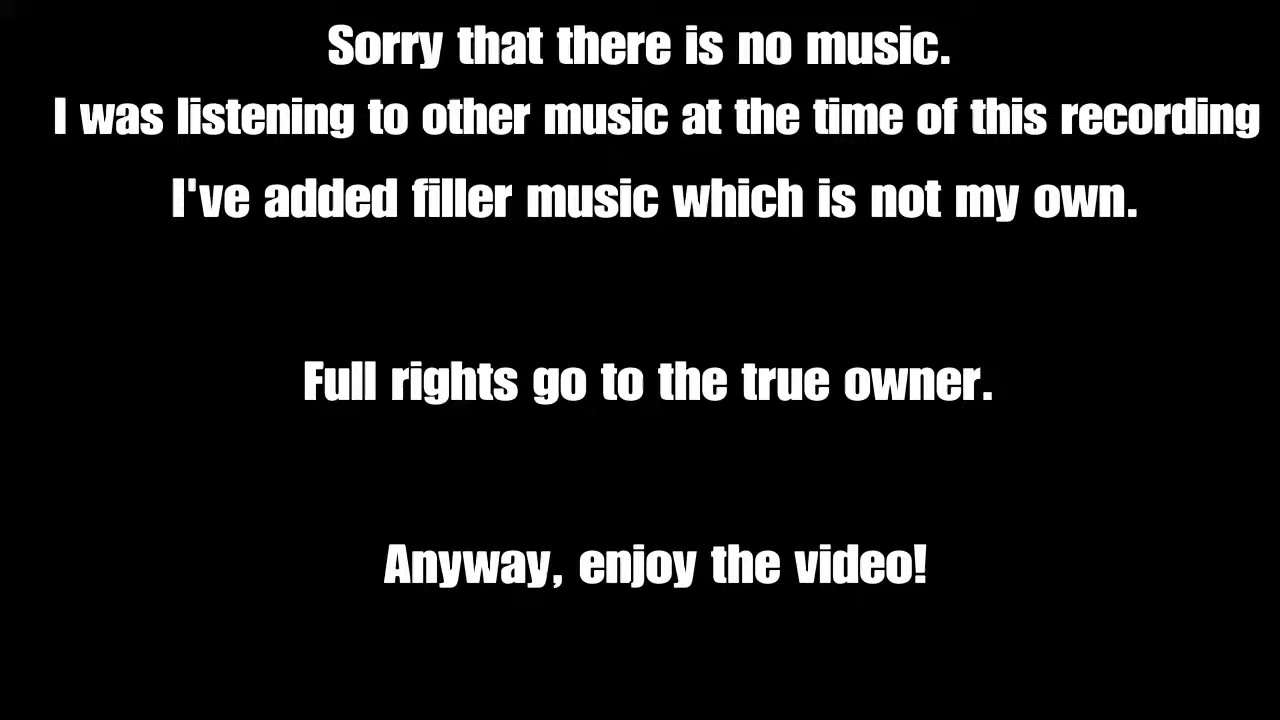 Sorry that there is no music.
I was listening to other music at the time of this recording
I've added filler music which is not my own.
Full rights go to the true owner.
Anyway, enjoy the video!